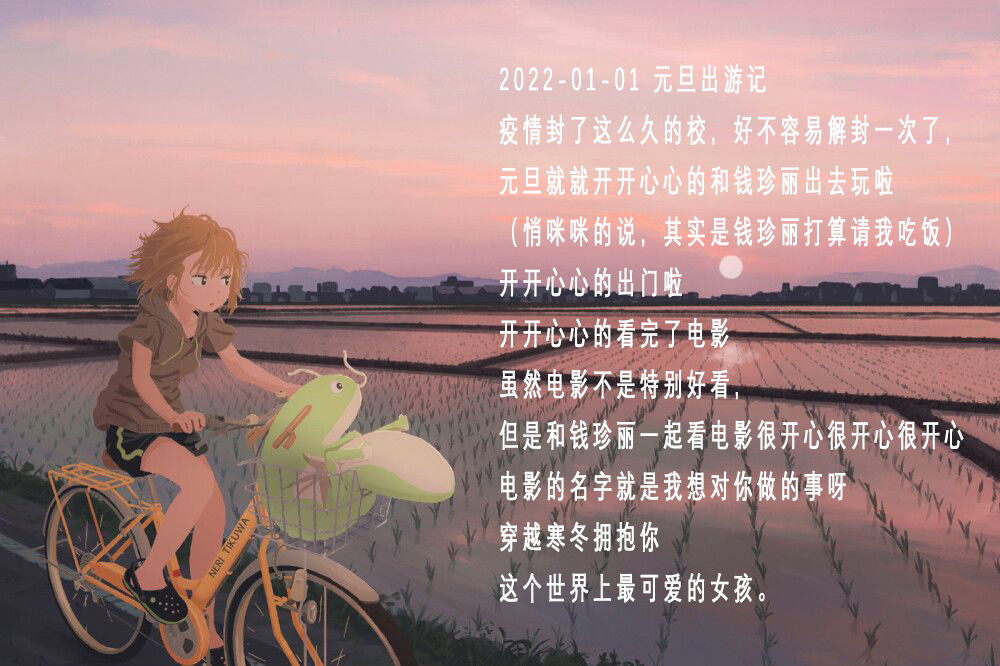 2022-01-01 元旦出游记
疫情封了这么久的校，好不容易解封一次了，
元旦就就开开心心的和钱珍丽出去玩啦
（悄咪咪的说，其实是钱珍丽打算请我吃饭）
开开心心的出门啦
开开心心的看完了电影
虽然电影不是特别好看，
但是和钱珍丽一起看电影很开心很开心很开心
电影的名字就是我想对你做的事呀
穿越寒冬拥抱你
这个世界上最可爱的女孩。
NERI TIKUWA